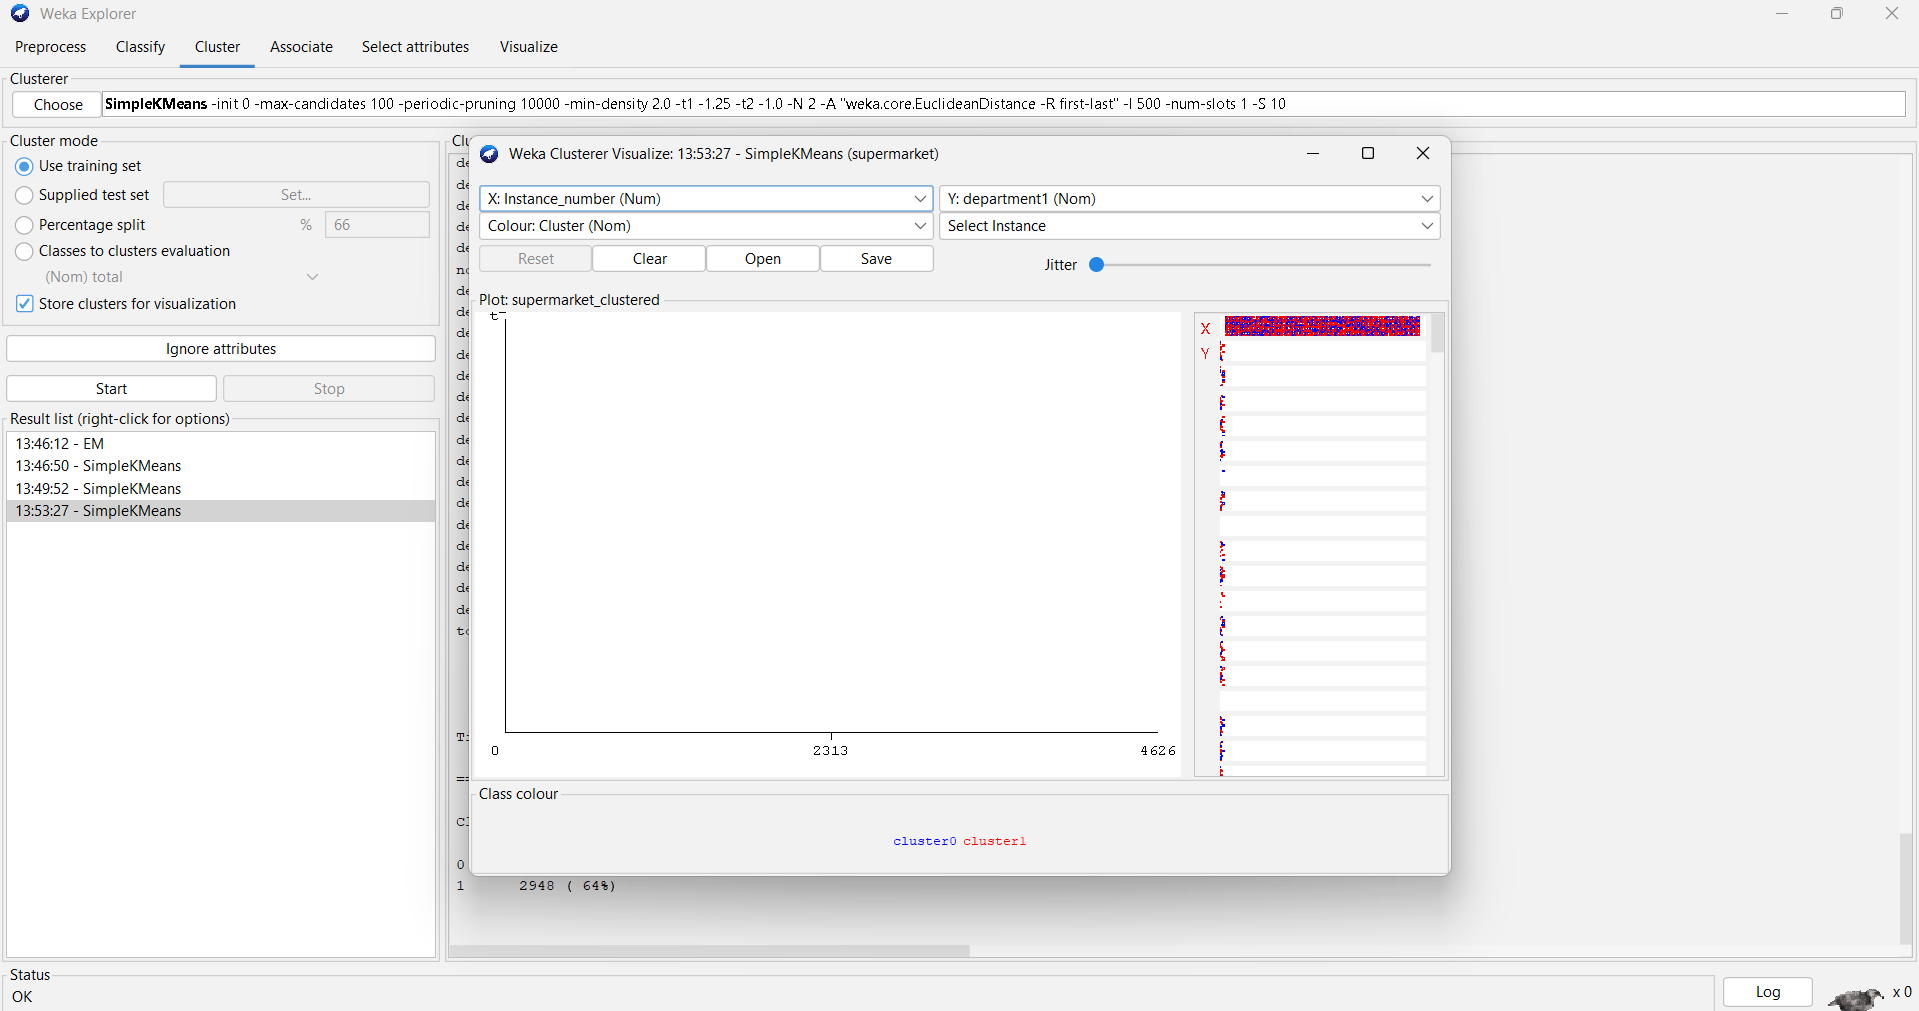 Weka Explorer
Preprocess Classify Cluster Associate Select attributes Visualize
Clusterer
Choose SimpleKMeans -init 0 -max-candidates 100 -periodic-pruning 10000 -min-density 2.0 -t1 -1.25 -t2 -1.0 -N 2 -A "weka.core.EuclideanDistance -R first-last" -I 500 -num-slots 1 -S 10
Cluster mode
Use training set
Supplied test set Set...
Percentage split % 66
Classes to clusters evaluation
(Nom) total
Store clusters for visualization
Ignore attributes
Start Stop
Result list (right-click for options)
13:46:12 - EM
13:46:50 - SimpleKMeans
13:49:52 - SimpleKMeans
13:53:27 - SimpleKMeans
Weka Clusterer Visualize: 13:53:27 - SimpleKMeans (supermarket)
X: Instance_number (Num) Y: department1 (Nom)
Colour: Cluster (Nom) Select Instance
Reset Clear Open Save Jitter
Plot: supermarket_clustered
t
X
Y
0 2313 4626
Class colour
cluster0 cluster1
0
1 2948 ( 64%)
Status
OK
Log x 0